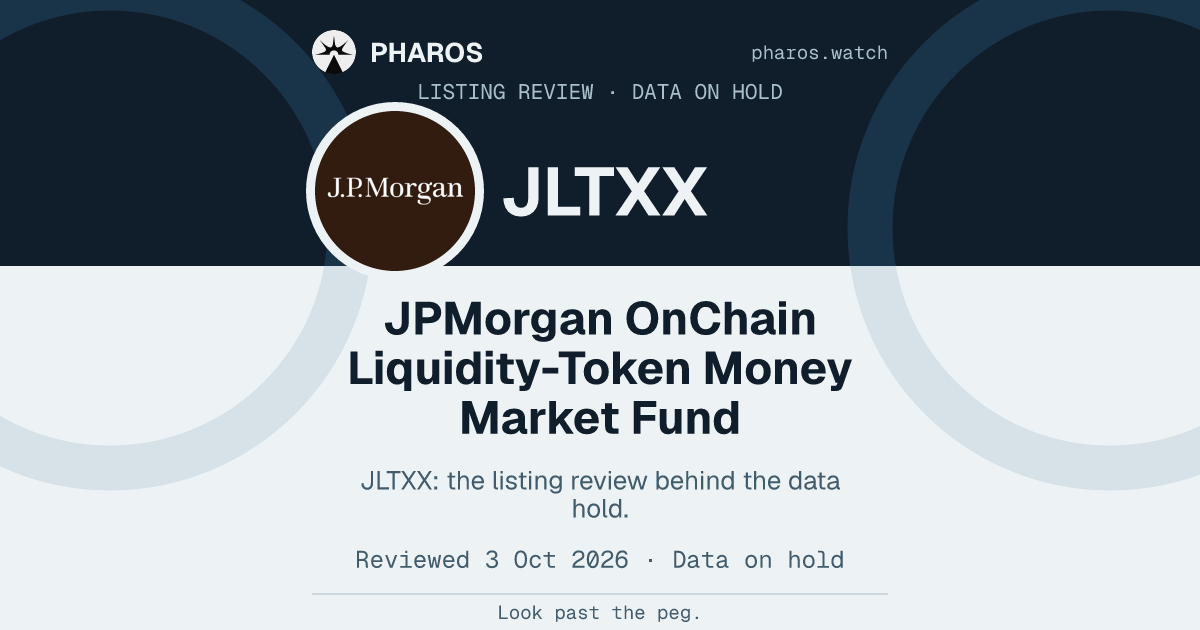 PHAROS
pharos.watch
LISTING REVIEW · DATA ON HOLD
J.P.Morgan
JLTXX
JPMorgan OnChain
Liquidity-Token Money
Market Fund
JLTXX: the listing review behind the data
hold.
Reviewed 3 Oct 2026 · Data on hold
Look past the peg.